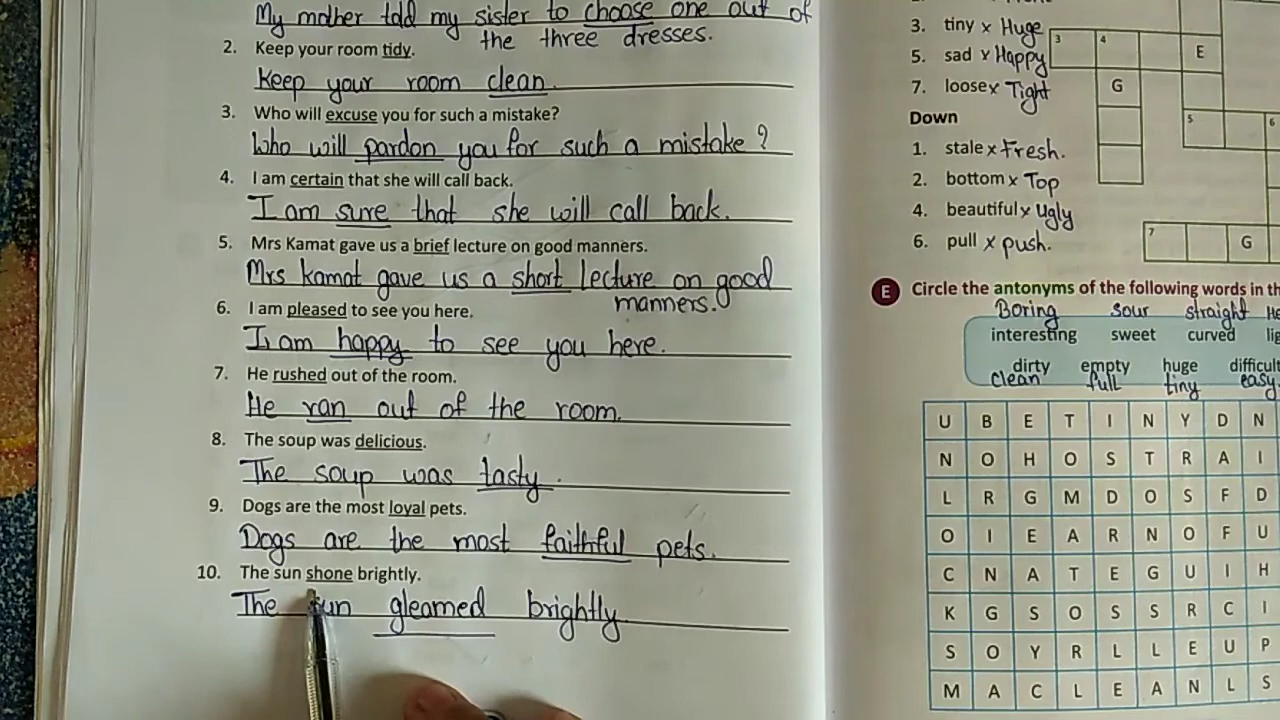 My mother told my sister to choose one out of
the three dresses.
2. Keep your room tidy.
Keep your room clean.
3. Who will excuse you for such a mistake?
Who will pardon you for such a mistake ?
4. I am certain that she will call back.
I am sure that she will call back.
5. Mrs Kamat gave us a brief lecture on good manners.
Mrs Kamat gave us a short lecture on good
manners.
6. I am pleased to see you here.
I am happy to see you here.
7. He rushed out of the room.
He ran out of the room.
8. The soup was delicious.
The soup was tasty.
9. Dogs are the most loyal pets.
Dogs are the most faithful pets.
10. The sun shone brightly.
The sun gleamed brightly
3. tiny x Huge
5. sad x Happy
7. loose x Tight
Down
1. stale x Fresh.
2. bottom x Top
4. beautiful x Ugly
6. pull x push.
3 4 E
G
5 6
7 G
E Circle the antonyms of the following words in
Boring sour straight
interesting sweet curved
dirty empty huge difficult
clean full tiny easy
U B E T I N Y D N
N O H O S T R A I
L R G M D O S F D
O I E A R N O F U
C N A T E G U I H
K G S O S S R C I
S O Y R L L E U P
M A C L E A N L S